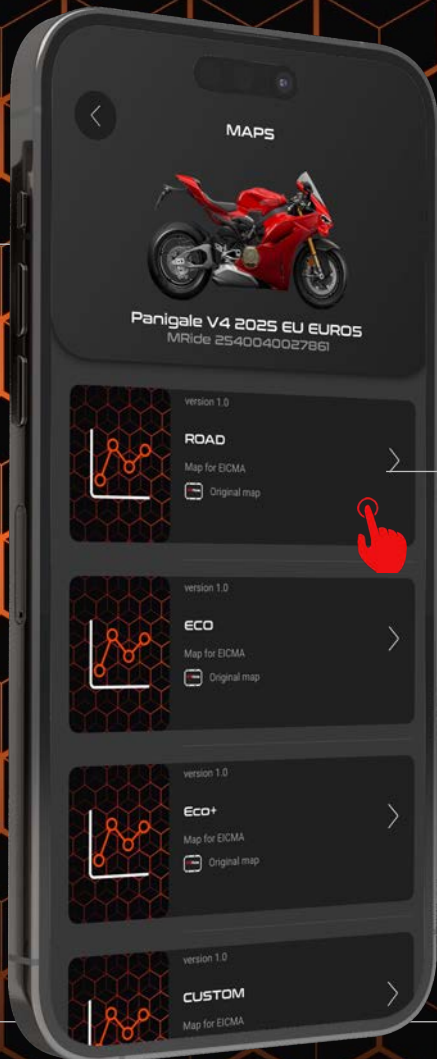 MAPS
Panigale V4 2025 EU EURO5
MRide 2540040027861
version 1.0
ROAD
Map for EICMA
Original map
version 1.0
ECO
Map for EICMA
Original map
version 1.0
Eco+
Map for EICMA
Original map
version 1.0
CUSTOM
Map for EICMA